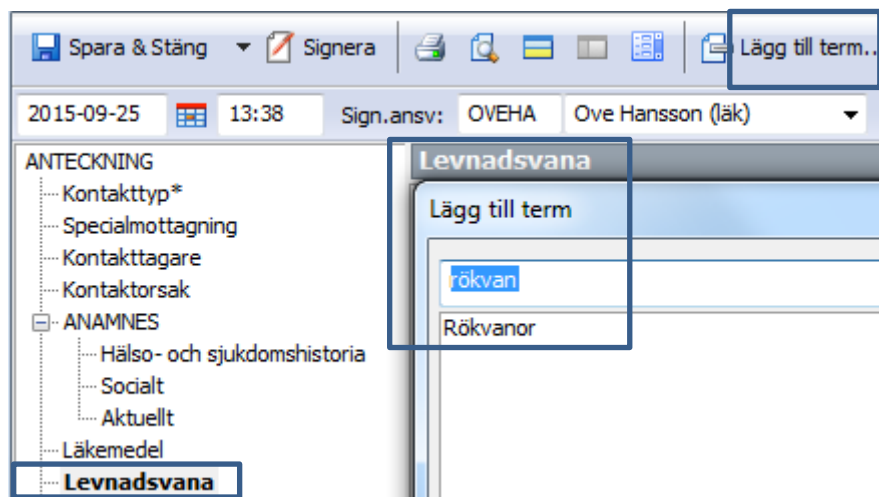 Spara & Stäng Signera Lägg till term..
2015-09-25 13:38 Sign.ansv: OVEHA Ove Hansson (läk)
ANTECKNING
Kontakttyp*
Specialmottagning
Kontakttagare
Kontaktorsak
ANAMNES
Hälso- och sjukdomshistoria
Socialt
Aktuellt
Läkemedel
Levnadsvana
Levnadsvana
Lägg till term
rökvan
Rökvanor